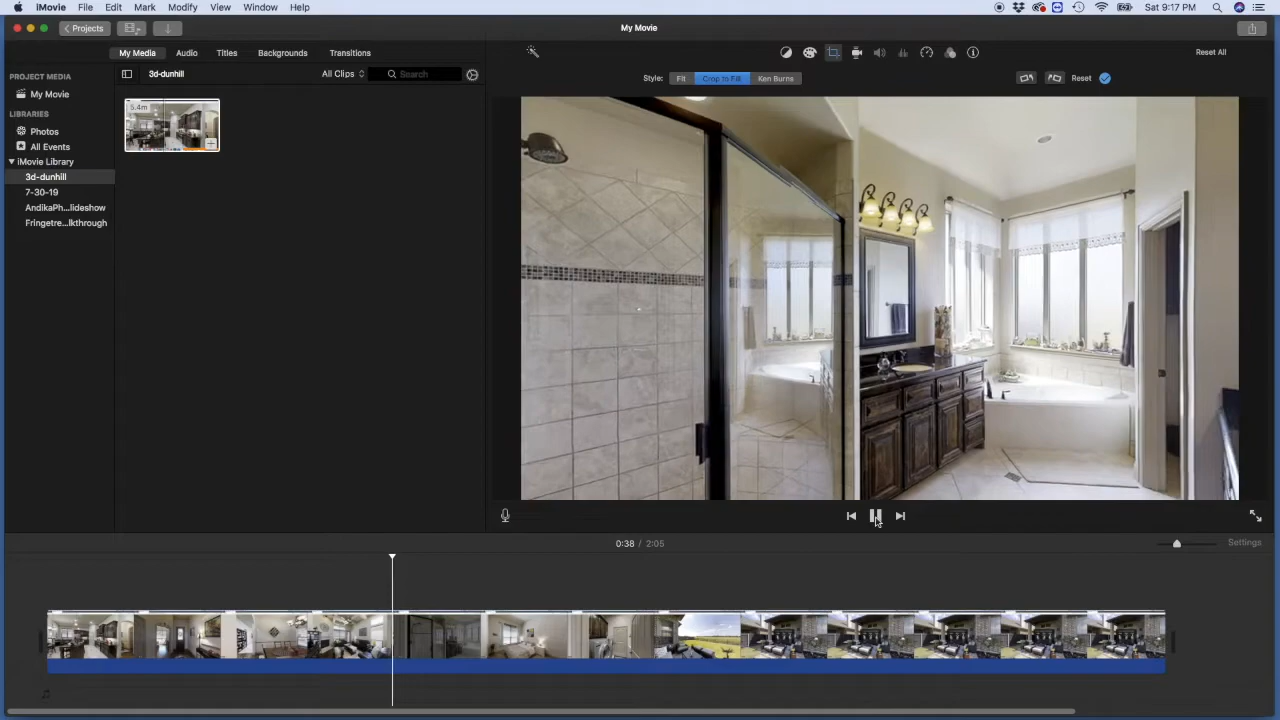 iMovie File Edit Mark Modify View Window Help
Sat 9:17 PM
Projects
My Movie
My Media Audio Titles Backgrounds Transitions
Reset All
PROJECT MEDIA
My Movie
LIBRARIES
Photos
All Events
iMovie Library
3d-dunhill
7-30-19
AndikaPh...lideshow
Fringetre...lkthrough
3d-dunhill
All Clips
Search
5.4m
Style: Fit Crop to Fill Ken Burns
Reset
0:38 / 2:05
Settings